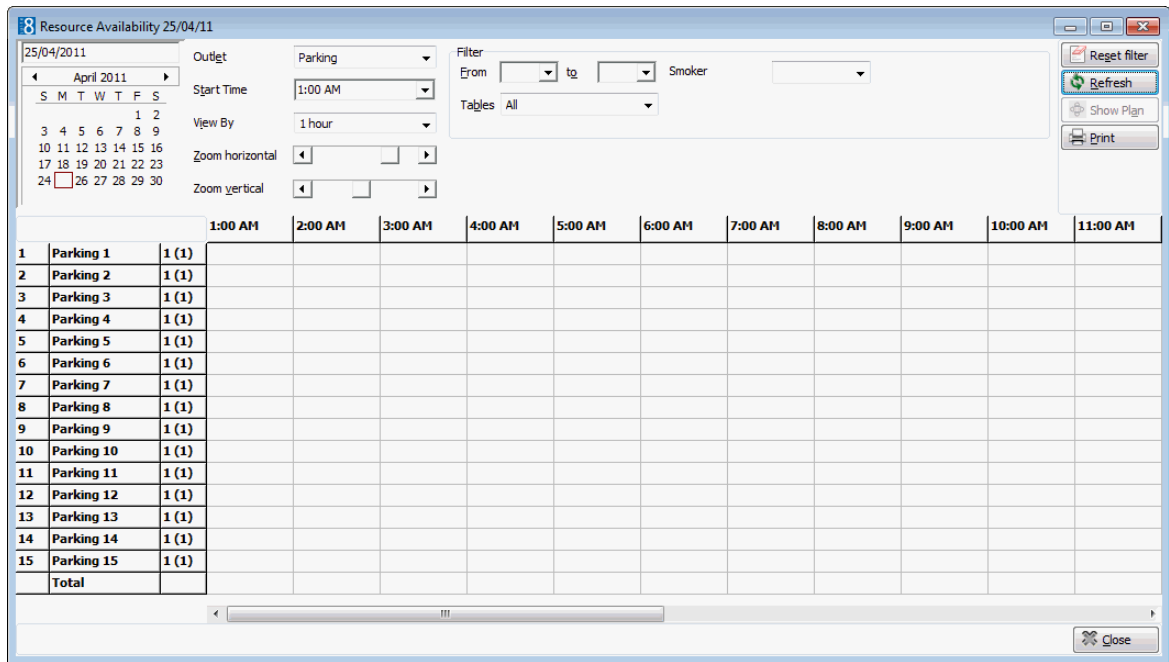 8 Resource Availability 25/04/11
25/04/2011
April 2011
S M T W T F S
1 2
3 4 5 6 7 8 9
10 11 12 13 14 15 16
17 18 19 20 21 22 23
24 26 27 28 29 30
Outlet Parking
Start Time 1:00 AM
View By 1 hour
Zoom horizontal
Zoom vertical
Filter
From to Smoker
Tables All
Reset filter
Refresh
Show Plan
Print
1:00 AM 2:00 AM 3:00 AM 4:00 AM 5:00 AM 6:00 AM 7:00 AM 8:00 AM 9:00 AM 10:00 AM 11:00 AM
1 Parking 1 1 (1)
2 Parking 2 1 (1)
3 Parking 3 1 (1)
4 Parking 4 1 (1)
5 Parking 5 1 (1)
6 Parking 6 1 (1)
7 Parking 7 1 (1)
8 Parking 8 1 (1)
9 Parking 9 1 (1)
10 Parking 10 1 (1)
11 Parking 11 1 (1)
12 Parking 12 1 (1)
13 Parking 13 1 (1)
14 Parking 14 1 (1)
15 Parking 15 1 (1)
Total
Close